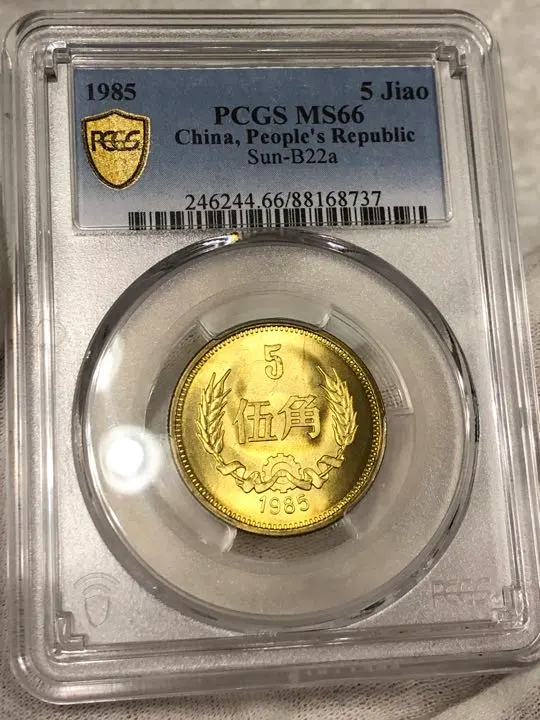 1985 5 Jiao
PCGS
PCGS MS66
China, People's Republic
Sun-B22a
246244.66/88168737
5
伍角
1985
PCGS